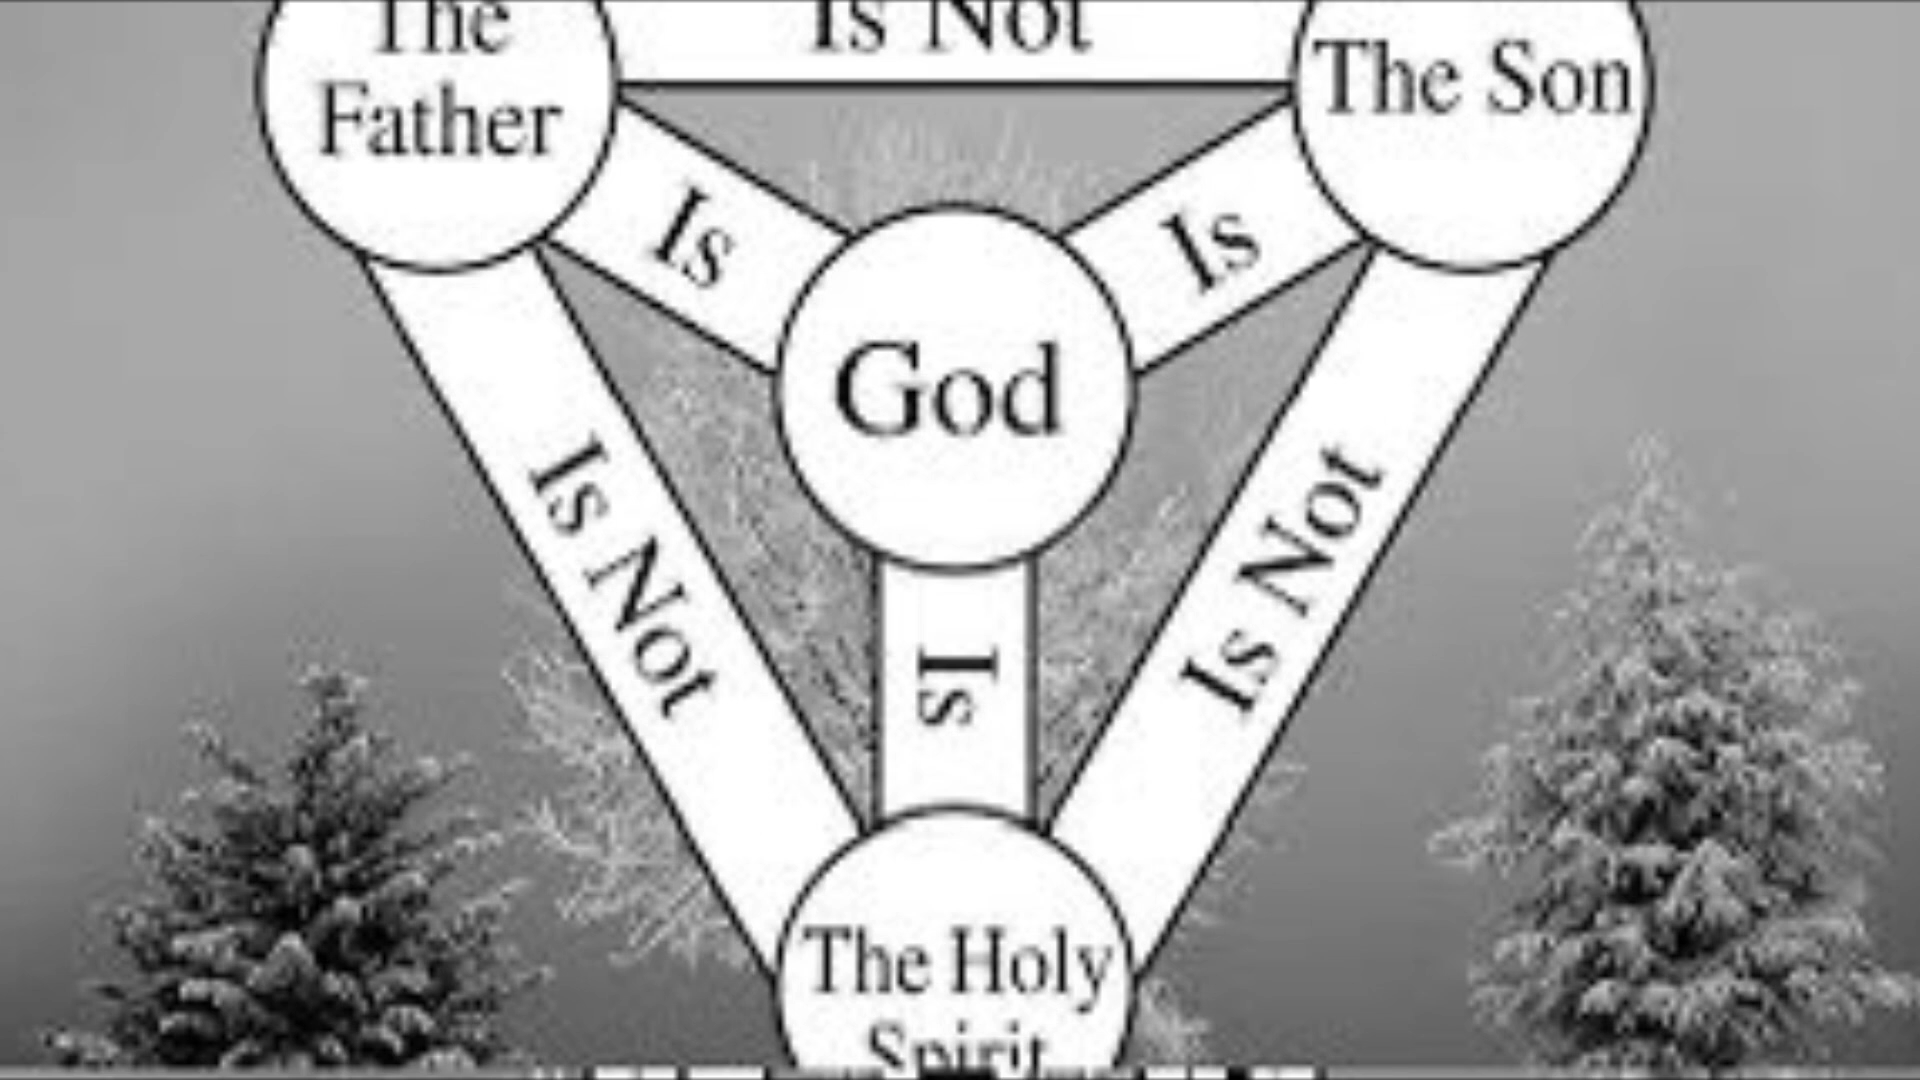 The
Father
Is Not
The Son
Is
Is
God
Is Not
Is
Is Not
The Holy
Spirit